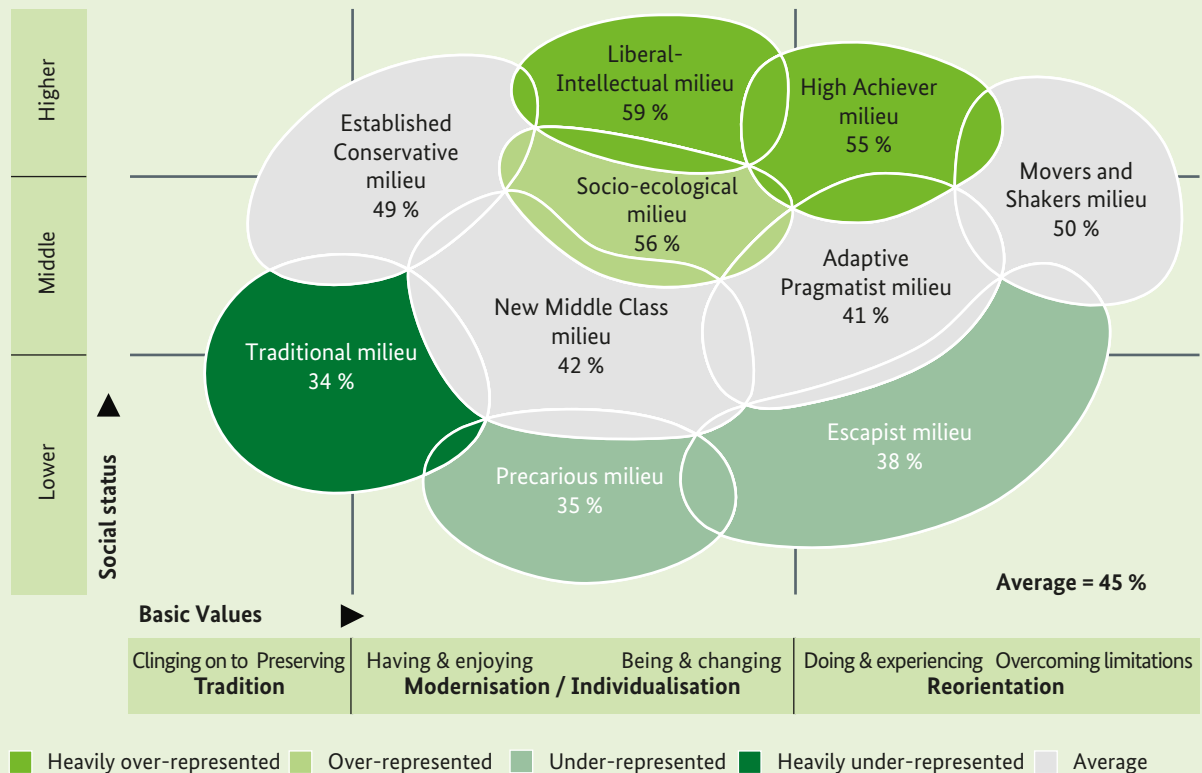 Higher
Middle
Lower
Social status
Liberal-
Intellectual milieu
59 %
High Achiever
milieu
55 %
Established
Conservative
milieu
49 %
Movers and
Shakers milieu
50 %
Socio-ecological
milieu
56 %
Adaptive
Pragmatist milieu
41 %
New Middle Class
milieu
42 %
Traditional milieu
34 %
Escapist milieu
38 %
Precarious milieu
35 %
Average = 45 %
Basic Values
Clinging on to Preserving
Tradition
Having & enjoying Being & changing
Modernisation / Individualisation
Doing & experiencing Overcoming limitations
Reorientation
Heavily over-represented Over-represented Under-represented Heavily under-represented Average